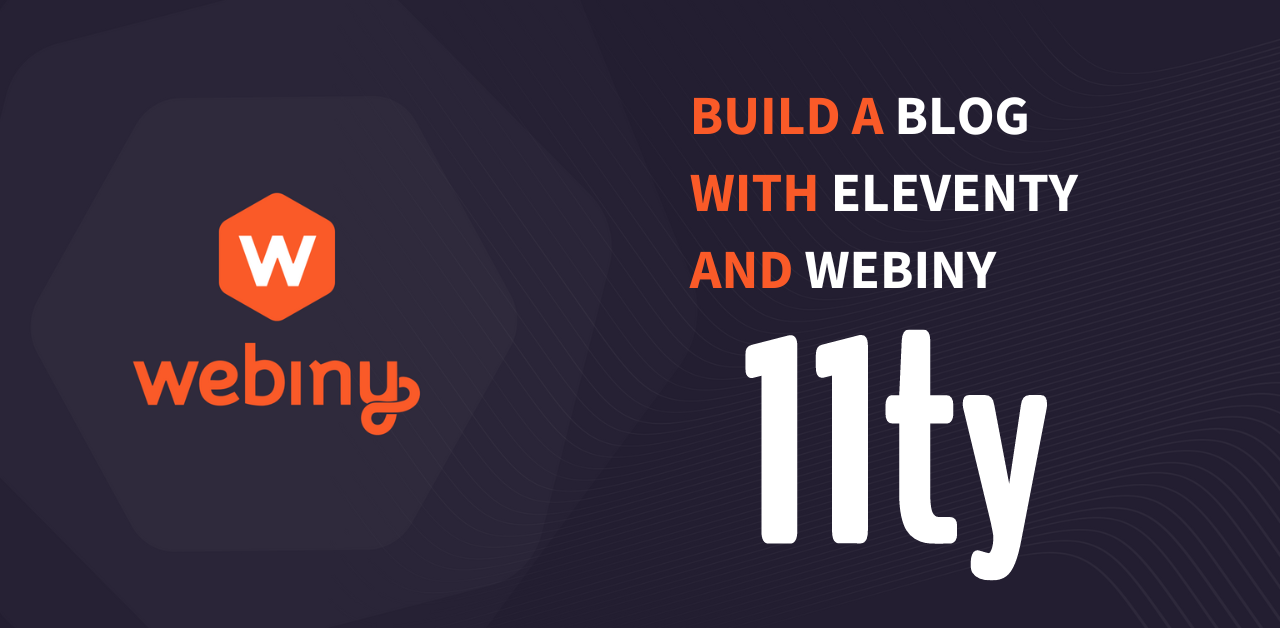 W
webiny
BUILD A BLOG
WITH ELEVENTY
AND WEBINY
11ty